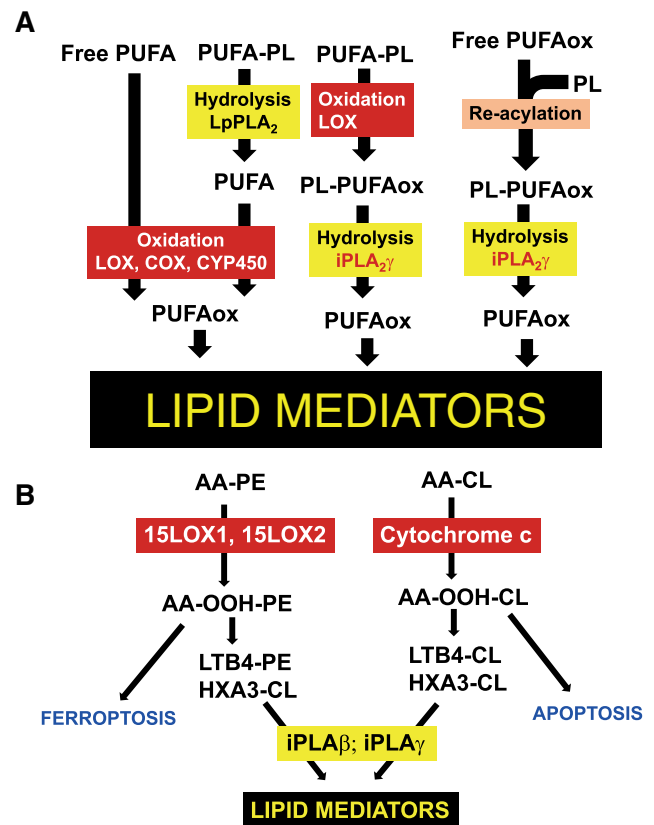 A
Free PUFA
PUFA-PL
Hydrolysis
LpPLA₂
PUFA
Oxidation
LOX, COX, CYP450
PUFAox
PUFA-PL
Oxidation
LOX
PL-PUFAox
Hydrolysis
iPLA₂γ
PUFAox
Free PUFAox
PL
Re-acylation
PL-PUFAox
Hydrolysis
iPLA₂γ
PUFAox
LIPID MEDIATORS
B
AA-PE
15LOX1, 15LOX2
AA-OOH-PE
LTB4-PE
HXA3-CL
FERROPTOSIS
AA-CL
Cytochrome c
AA-OOH-CL
LTB4-CL
HXA3-CL
APOPTOSIS
iPLAβ; iPLAγ
LIPID MEDIATORS